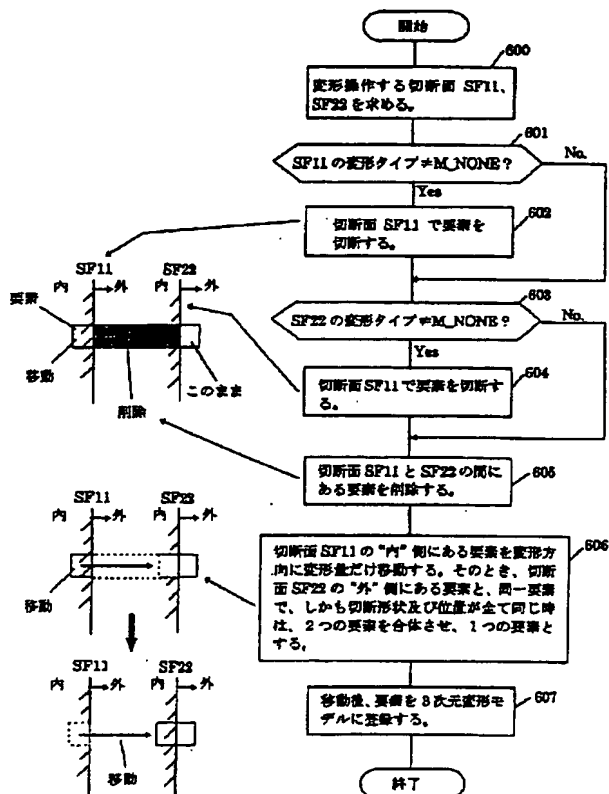 開始
600
変形操作する切断面 SF11、
SF22 を求める。
601
SF11 の変形タイプ≠M_NONE?
No.
Yes
602
切断面 SF11 で要素を
切断する。
603
SF22 の変形タイプ≠M_NONE?
No.
Yes
604
切断面SF11で要素を切断す
る。
605
切断面 SF11 と SF22 の間に
ある要素を削除する。
606
切断面 SF11 の "内" 側にある要素を変形方
向に変形量だけ移動する。そのとき、切断
面 SF22 の "外" 側にある要素と、同一要素
で、しかも切断形状及び位置が全て同じ時
は、2つの要素を合体させ、1つの要素と
する。
607
移動後、要素を3次元変形モ
デルに登録する。
終了
SF11
SF22
内
外
内
外
要素
移動
このまま
削除
SF11
SF22
内
外
内
外
移動
SF11
SF22
内
外
内
外
移動